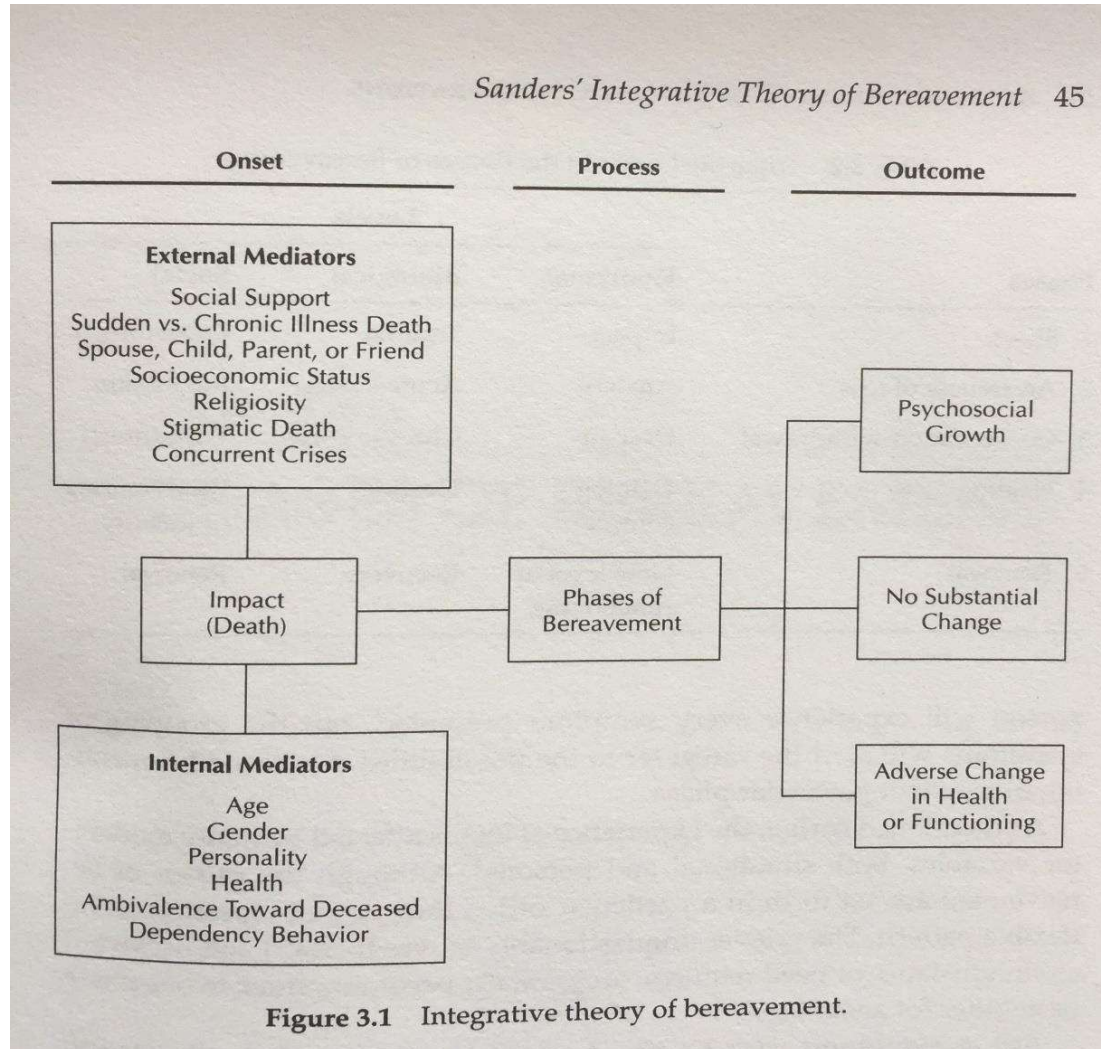 Sanders' Integrative Theory of Bereavement 45
Onset
Process
Outcome
External Mediators
Social Support
Sudden vs. Chronic Illness Death
Spouse, Child, Parent, or Friend
Socioeconomic Status
Religiosity
Stigmatic Death
Concurrent Crises
Impact
(Death)
Internal Mediators
Age
Gender
Personality
Health
Ambivalence Toward Deceased
Dependency Behavior
Phases of
Bereavement
Psychosocial
Growth
No Substantial
Change
Adverse Change
in Health
or Functioning
Figure 3.1 Integrative theory of bereavement.